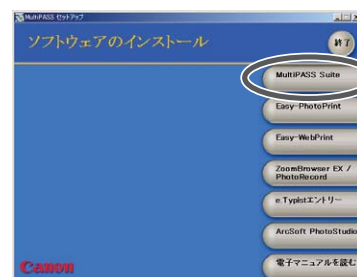 MultiPASS セットアップ
ソフトウェアのインストール
終了
MultiPASS Suite
Easy-PhotoPrint
Easy-WebPrint
ZoomBrowser EX /
PhotoRecord
e.Typistエントリー
ArcSoft PhotoStudio
電子マニュアルを読む
Canon